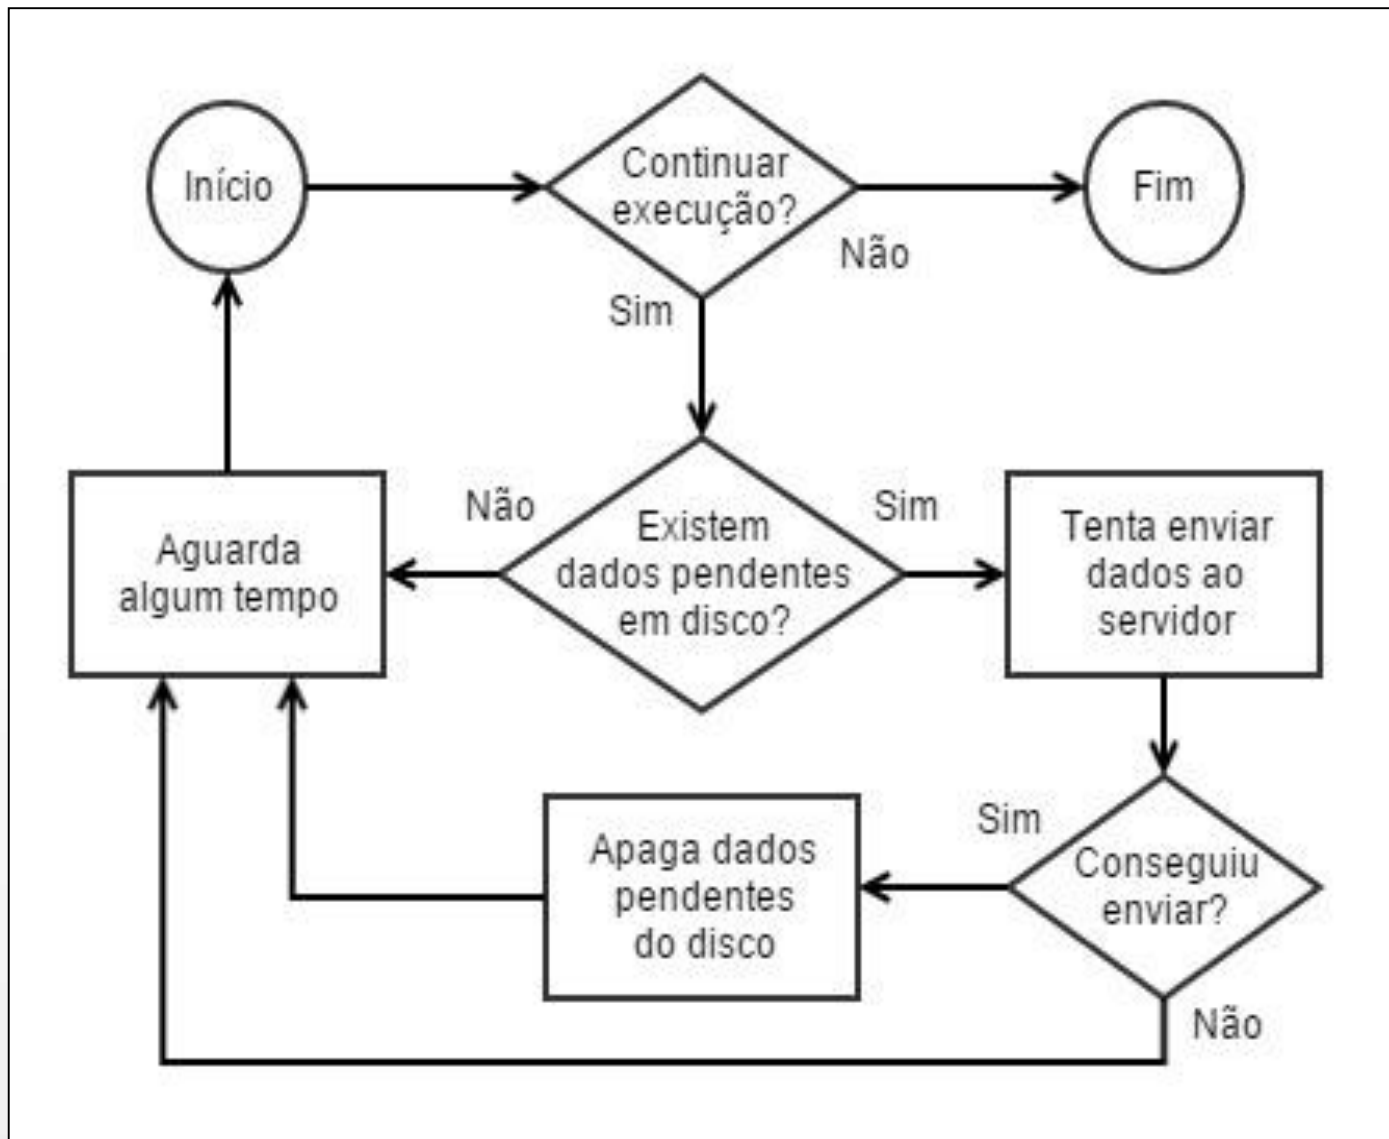 Início
Continuar
execução?
Fim
Não
Sim
Aguarda
algum tempo
Não
Existem
dados pendentes
em disco?
Sim
Tenta enviar
dados ao
servidor
Apaga dados
pendentes
do disco
Sim
Conseguiu
enviar?
Não